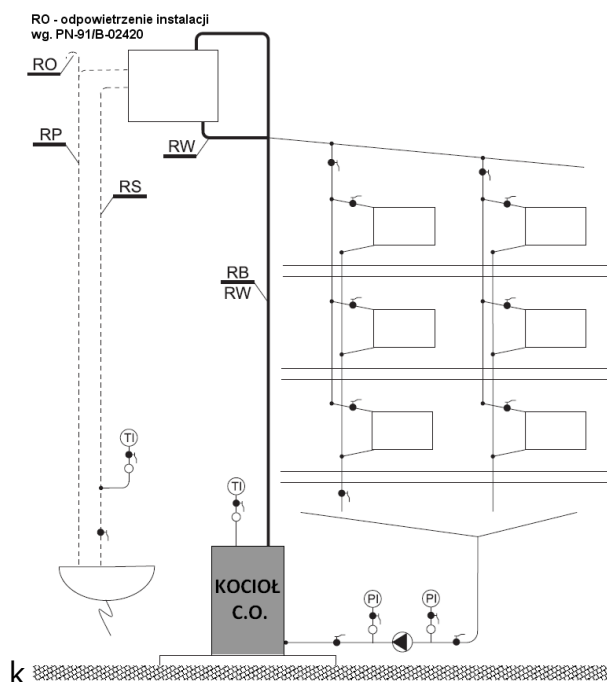 RO - odpowietrzenie instalacji
wg. PN-91/B-02420
RO
RP
RW
RS
RB
RW
TI
TI
KOCIOŁ
C.O.
PI
PI
k